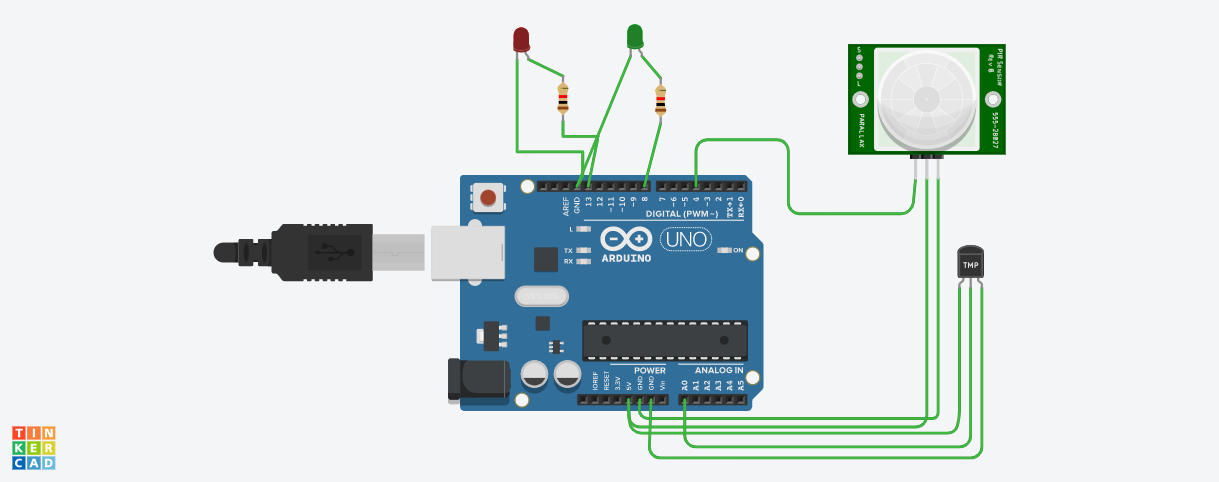 S
L
PARALLAX
PIR Sensor
Rev B
555-28027
TMP
AREF
GND
13
12
~11
~10
~9
8
7
~6
~5
4
~3
2
TX→1
RX←0
DIGITAL (PWM~)
L
TX
RX
ARDUINO
UNO
ON
POWER
ANALOG IN
IOREF
RESET
3.3V
5V
GND
GND
Vin
A0
A1
A2
A3
A4
A5
TIN
KER
CAD